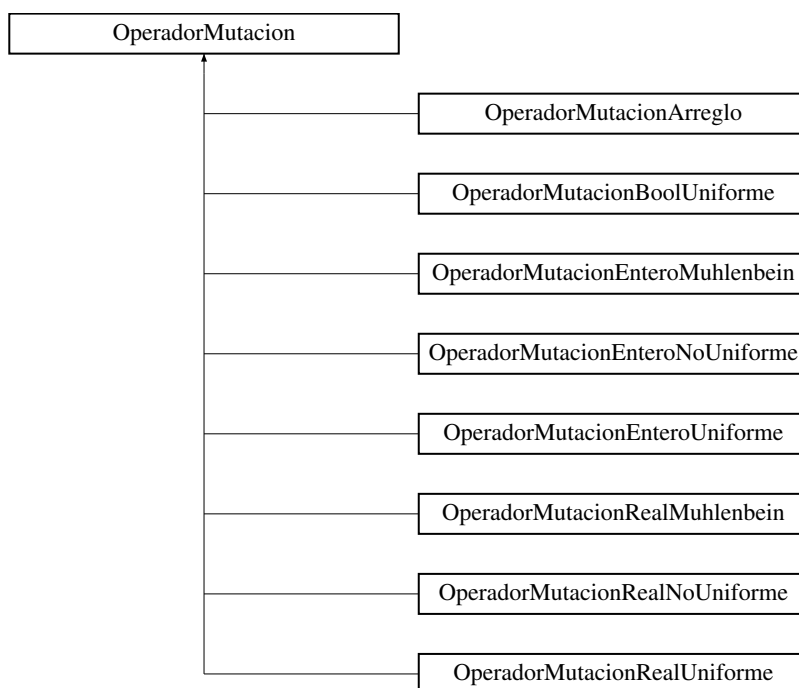 OperadorMutacion
OperadorMutacionArreglo
OperadorMutacionBoolUniforme
OperadorMutacionEnteroMuhlenbein
OperadorMutacionEnteroNoUniforme
OperadorMutacionEnteroUniforme
OperadorMutacionRealMuhlenbein
OperadorMutacionRealNoUniforme
OperadorMutacionRealUniforme